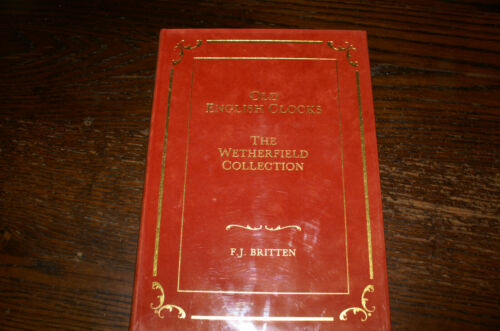 OLD
ENGLISH CLOCKS
THE
WETHERFIELD
COLLECTION
F.J. BRITTEN